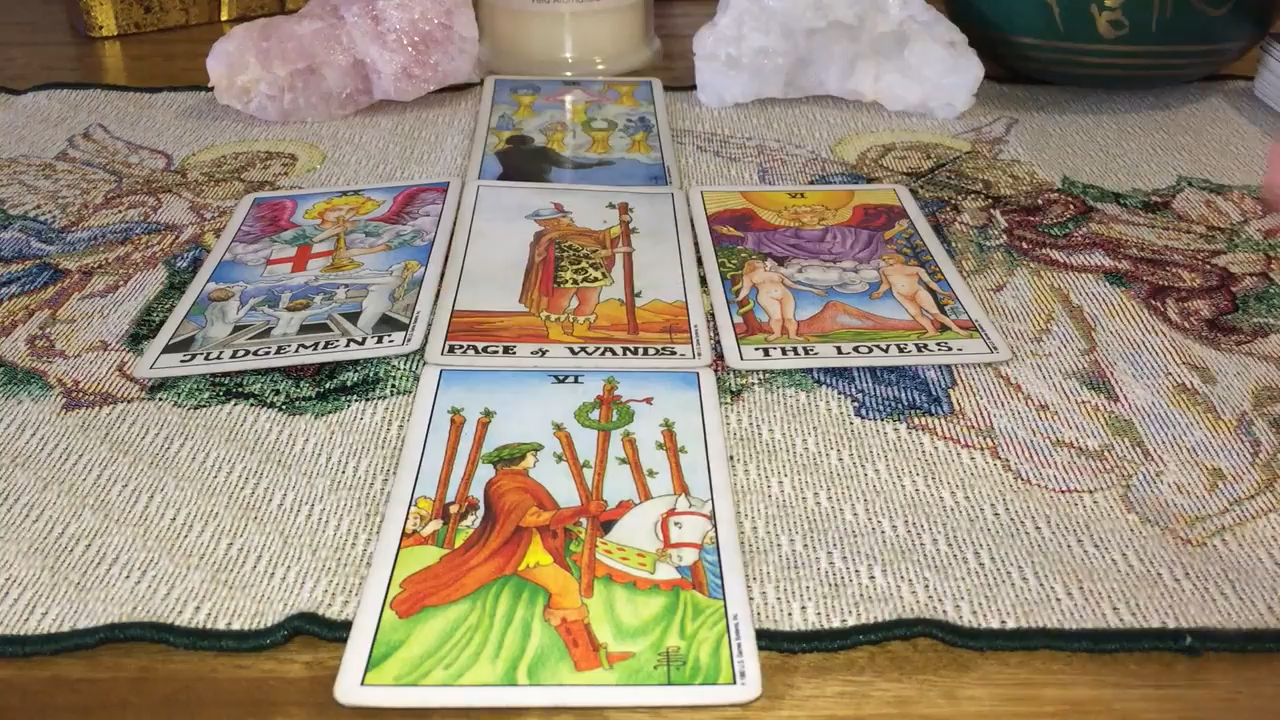 VI
JUDGEMENT.
PAGE of WANDS.
THE LOVERS.
VI